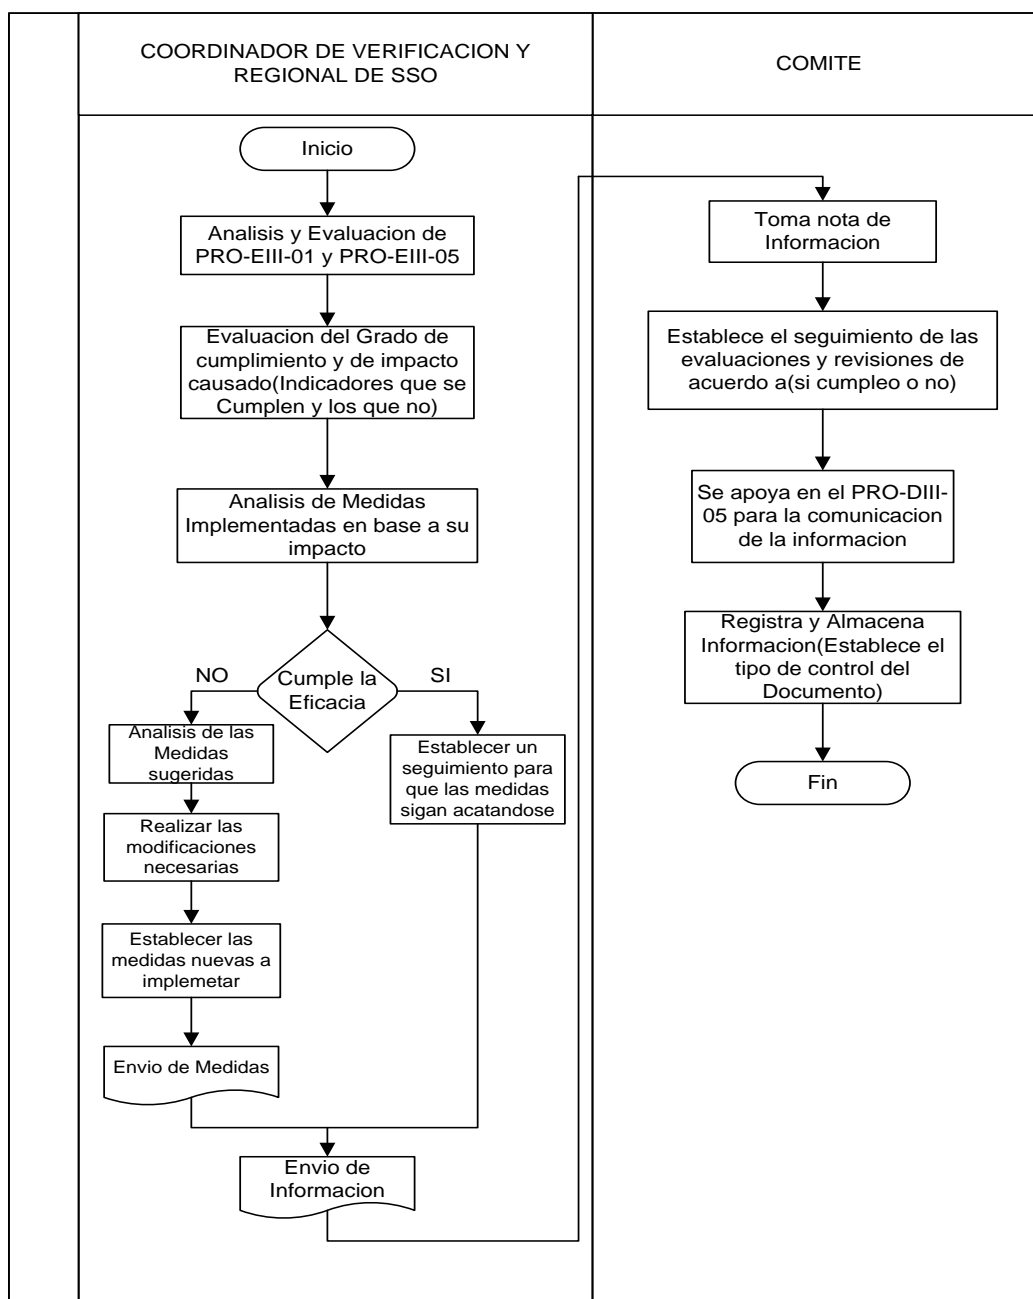 COORDINADOR DE VERIFICACION Y
REGIONAL DE SSO
COMITE
Inicio
Analisis y Evaluacion de
PRO-EIII-01 y PRO-EIII-05
Evaluacion del Grado de
cumplimiento y de impacto
causado(Indicadores que se
Cumplen y los que no)
Analisis de Medidas
Implementadas en base a su
impacto
Cumple la
Eficacia
NO
SI
Analisis de las
Medidas
sugeridas
Realizar las
modificaciones
necesarias
Establecer las
medidas nuevas a
implemetar
Envio de Medidas
Establecer un
seguimiento para
que las medidas
sigan acatandose
Envio de
Informacion
Toma nota de
Informacion
Establece el seguimiento de las
evaluaciones y revisiones de
acuerdo a(si cumpleo o no)
Se apoya en el PRO-DIII-
05 para la comunicacion
de la informacion
Registra y Almacena
Informacion(Establece el
tipo de control del
Documento)
Fin